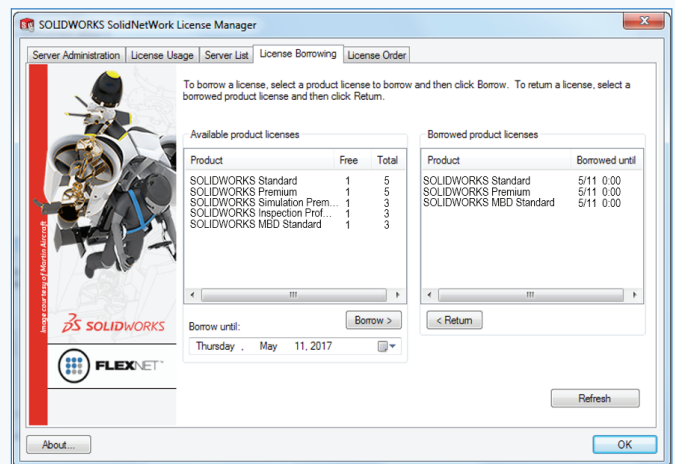 SOLIDWORKS SolidNetWork License Manager
Server Administration License Usage Server List License Borrowing License Order
To borrow a license, select a product license to borrow and then click Borrow. To return a license, select a
borrowed product license and then click Return.
Available product licenses
Product Free Total
SOLIDWORKS Standard 1 5
SOLIDWORKS Premium 1 5
SOLIDWORKS Simulation Prem... 1 3
SOLIDWORKS Inspection Prof... 1 3
SOLIDWORKS MBD Standard 1 3
Borrow until:
Borrow >
Thursday , May 11, 2017
Borrowed product licenses
Product Borrowed until
SOLIDWORKS Standard 5/11 0:00
SOLIDWORKS Premium 5/11 0:00
SOLIDWORKS MBD Standard 5/11 0:00
< Return
Image courtesy of Martin Aircraft
SOLIDWORKS
FLEXNET
Refresh
About...
OK